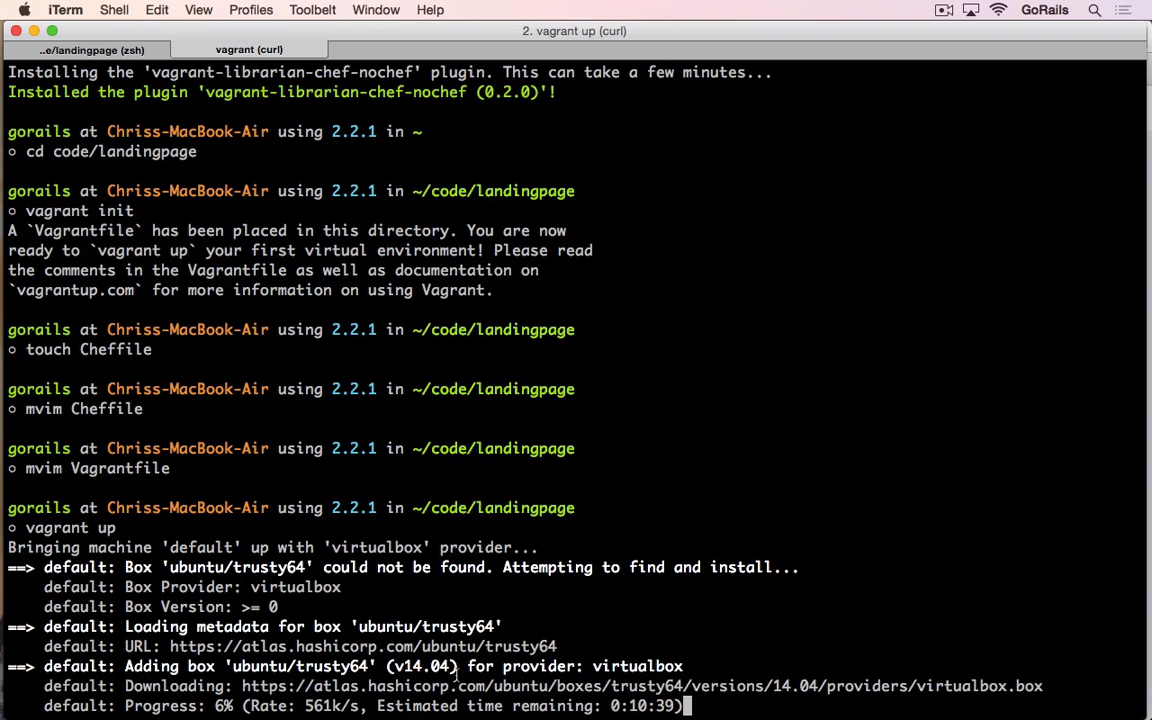 iTerm Shell Edit View Profiles Toolbelt Window Help GoRails
2. vagrant up (curl)
..e/landingpage (zsh) vagrant (curl)
Installing the 'vagrant-librarian-chef-nochef' plugin. This can take a few minutes...
Installed the plugin 'vagrant-librarian-chef-nochef (0.2.0)'!
gorails at Chriss-MacBook-Air using 2.2.1 in ~
○ cd code/landingpage
gorails at Chriss-MacBook-Air using 2.2.1 in ~/code/landingpage
○ vagrant init
A `Vagrantfile` has been placed in this directory. You are now
ready to `vagrant up` your first virtual environment! Please read
the comments in the Vagrantfile as well as documentation on
`vagrantup.com` for more information on using Vagrant.
gorails at Chriss-MacBook-Air using 2.2.1 in ~/code/landingpage
○ touch Cheffile
gorails at Chriss-MacBook-Air using 2.2.1 in ~/code/landingpage
○ mvim Cheffile
gorails at Chriss-MacBook-Air using 2.2.1 in ~/code/landingpage
○ mvim Vagrantfile
gorails at Chriss-MacBook-Air using 2.2.1 in ~/code/landingpage
○ vagrant up
Bringing machine 'default' up with 'virtualbox' provider...
==> default: Box 'ubuntu/trusty64' could not be found. Attempting to find and install...
default: Box Provider: virtualbox
default: Box Version: >= 0
==> default: Loading metadata for box 'ubuntu/trusty64'
default: URL: https://atlas.hashicorp.com/ubuntu/trusty64
==> default: Adding box 'ubuntu/trusty64' (v14.04) for provider: virtualbox
default: Downloading: https://atlas.hashicorp.com/ubuntu/boxes/trusty64/versions/14.04/providers/virtualbox.box
default: Progress: 6% (Rate: 561k/s, Estimated time remaining: 0:10:39)